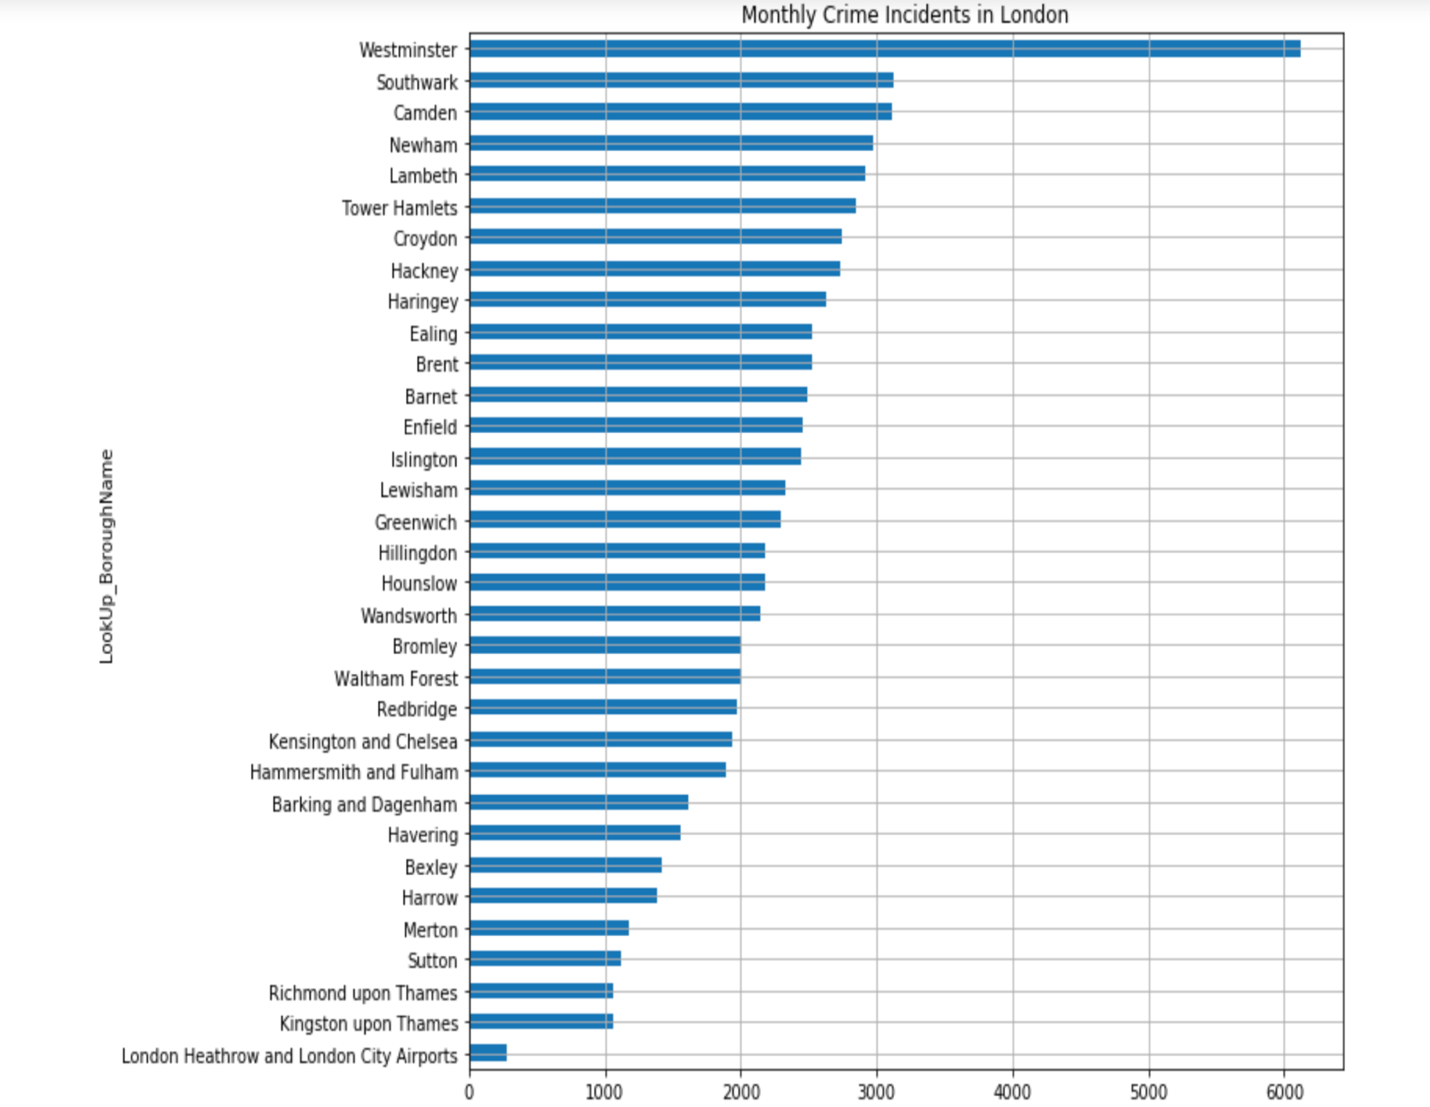 Monthly Crime Incidents in London
Westminster
Southwark
Camden
Newham
Lambeth
Tower Hamlets
Croydon
Hackney
Haringey
Ealing
Brent
Barnet
Enfield
Islington
Lewisham
Greenwich
Hillingdon
Hounslow
Wandsworth
Bromley
Waltham Forest
Redbridge
Kensington and Chelsea
Hammersmith and Fulham
Barking and Dagenham
Havering
Bexley
Harrow
Merton
Sutton
Richmond upon Thames
Kingston upon Thames
London Heathrow and London City Airports
LookUp_BoroughName
0 1000 2000 3000 4000 5000 6000